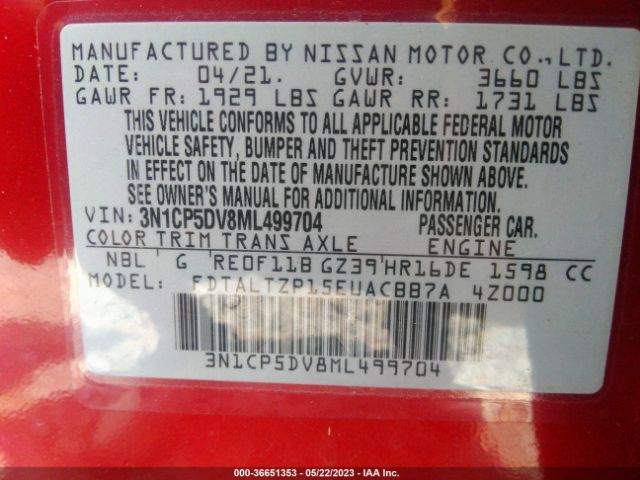 MANUFACTURED BY NISSAN MOTOR CO.,LTD.
DATE: 04/21. GVWR: 3660 LBS
GAWR FR: 1929 LBS GAWR RR: 1731 LBS
THIS VEHICLE CONFORMS TO ALL APPLICABLE FEDERAL MOTOR
VEHICLE SAFETY, BUMPER AND THEFT PREVENTION STANDARDS
IN EFFECT ON THE DATE OF MANUFACTURE SHOWN ABOVE.
SEE OWNER'S MANUAL FOR ADDITIONAL INFORMATION.
VIN: 3N1CP5DV8ML499704 PASSENGER CAR.
COLOR TRIM TRANS AXLE ENGINE
NBL G RE0F11B GZ39 HR16DE 1598 CC
MODEL: FDTALTZP15EUACBB7A 4Z000
3N1CP5DV8ML499704
000-36651353 - 05/22/2023 - IAA Inc.